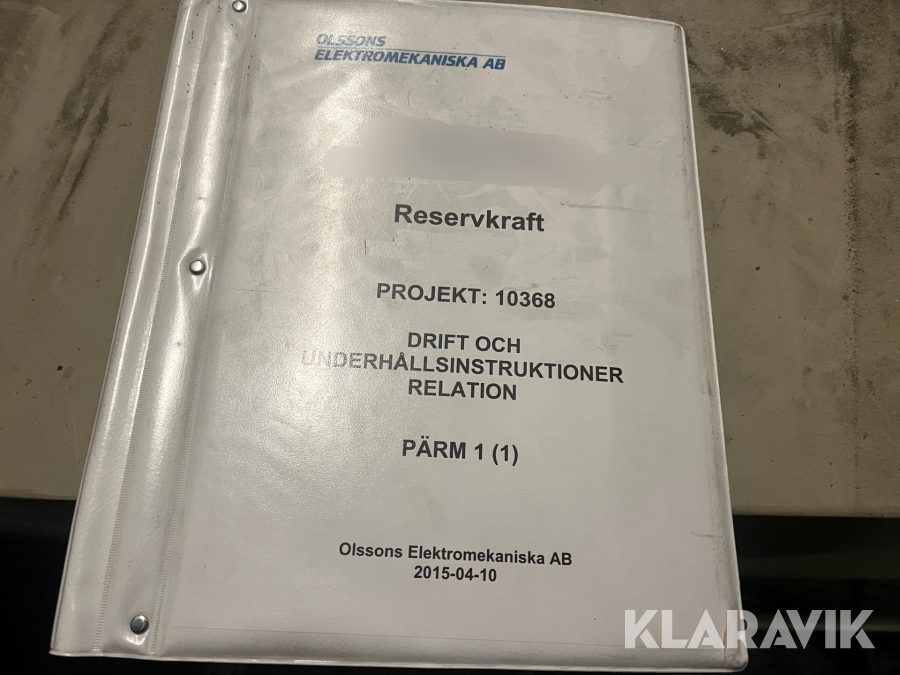 OLSSONS
ELEKTROMEKANISKA AB
Reservkraft
PROJEKT: 10368
DRIFT OCH
UNDERHÅLLSINSTRUKTIONER
RELATION
PÄRM 1 (1)
Olssons Elektromekaniska AB
2015-04-10
KLARAVIK